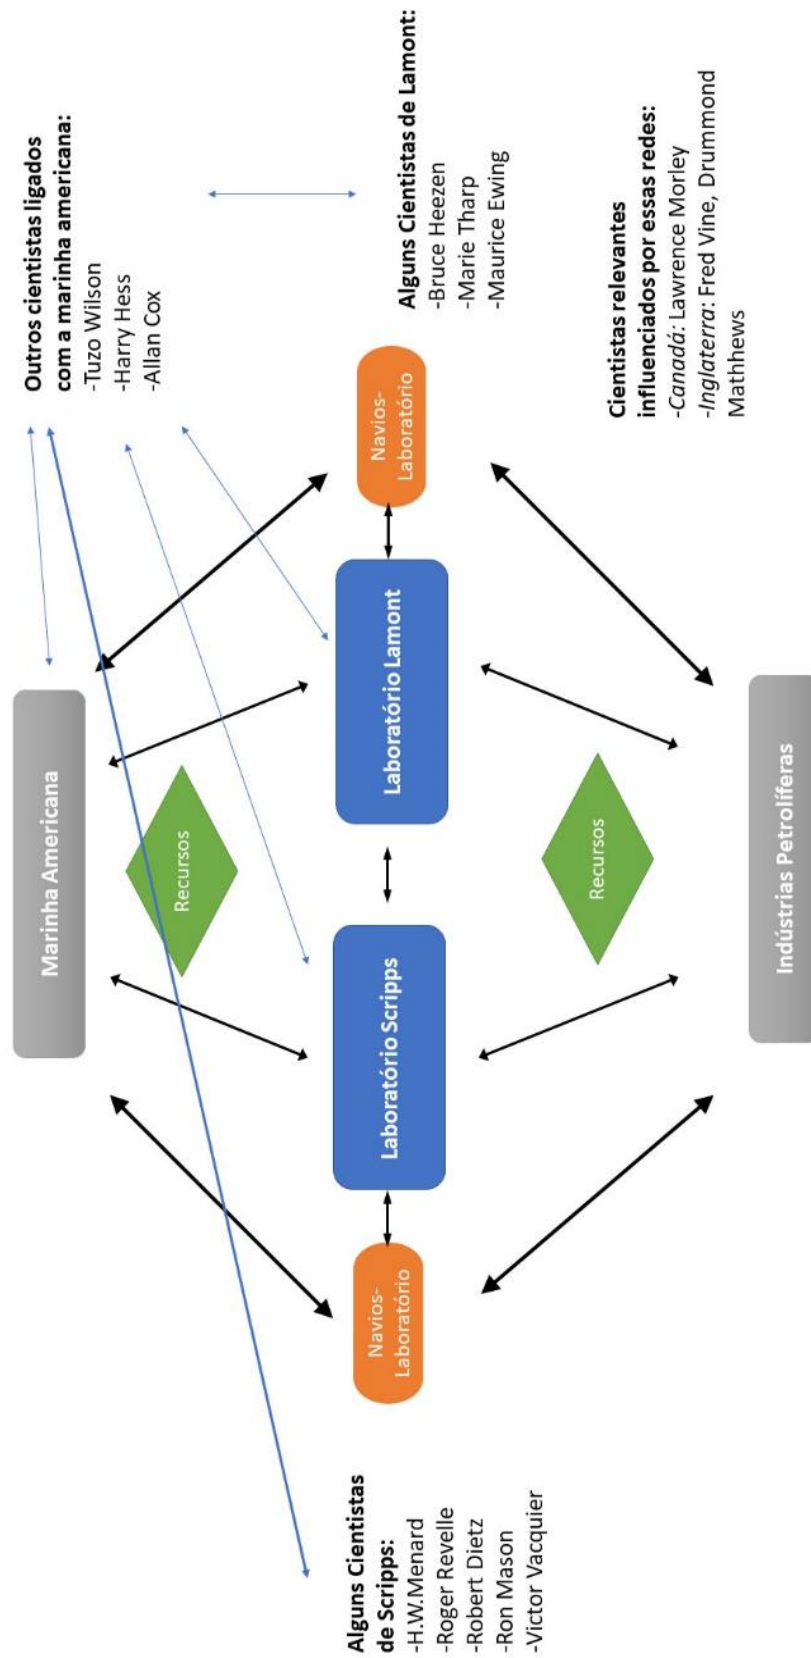 Outros cientistas ligados
com a marinha americana:
-Tuzo Wilson
-Harry Hess
-Allan Cox
Marinha Americana
Recursos
Alguns Cientistas
de Scripps:
-H.W.Menard
-Roger Revelle
-Robert Dietz
-Ron Mason
-Victor Vacquier
Navios-
Laboratório
Laboratório Scripps
Laboratório Lamont
Navios-
Laboratório
Alguns Cientistas de Lamont:
-Bruce Heezen
-Marie Tharp
-Maurice Ewing
Recursos
Cientistas relevantes
influenciados por essas redes:
-Canadá: Lawrence Morley
-Inglaterra: Fred Vine, Drummond
Mathhews
Indústrias Petrolíferas